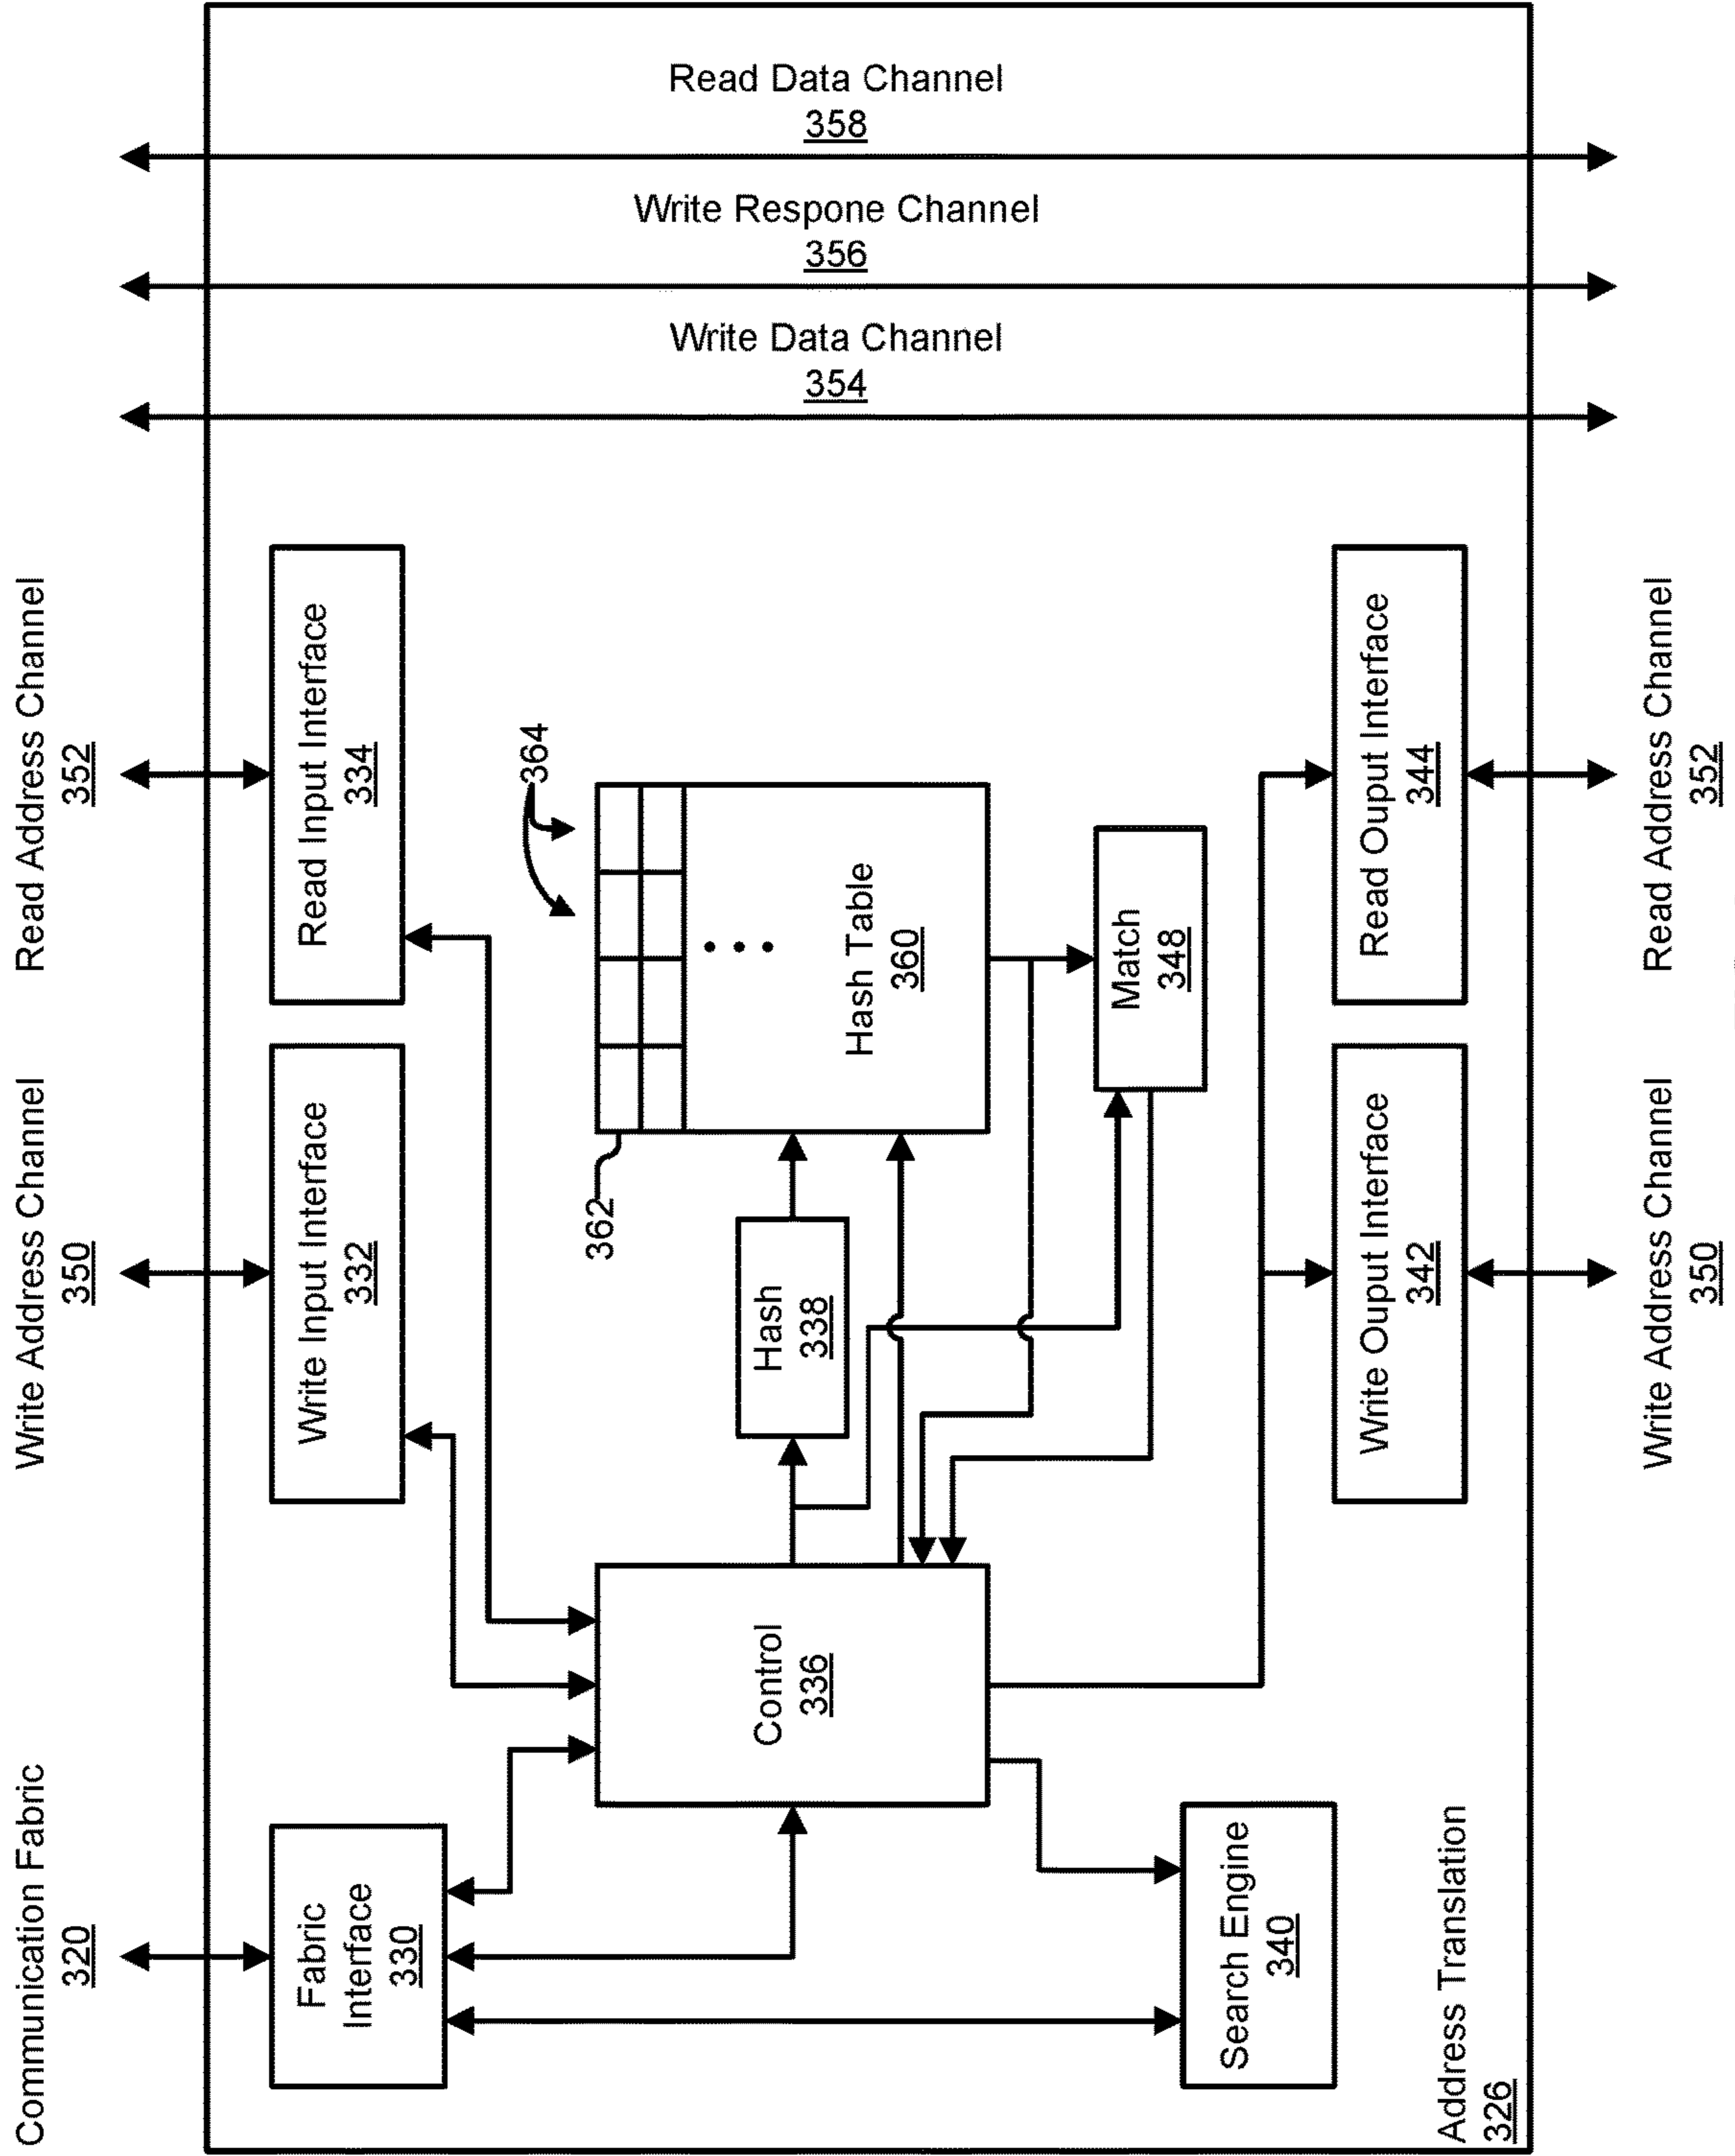 Communication Fabric
320
Write Address Channel
350
Read Address Channel
352
Fabric
Interface
330
Write Input Interface
332
Read Input Interface
334
Write Data Channel
354
Write Respone Channel
356
Read Data Channel
358
364
362
Control
336
Hash
338
Hash Table
360
Match
348
Search Engine
340
Write Ouput Interface
342
Read Ouput Interface
344
Address Translation
326
Write Address Channel
350
Read Address Channel
352